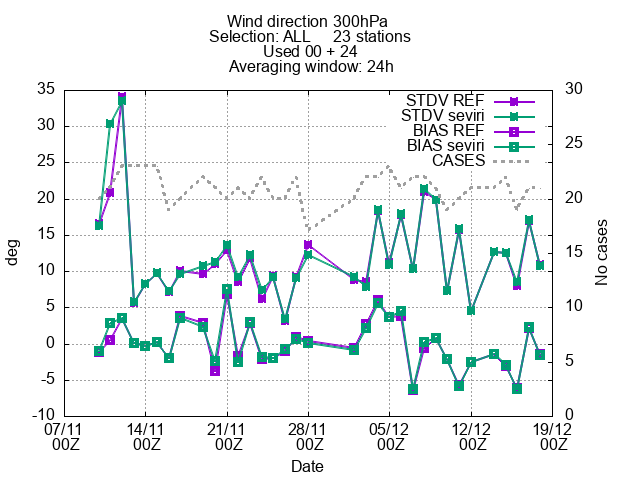 Wind direction 300hPa
Selection: ALL 23 stations
Used 00 + 24
Averaging window: 24h
35 30
STDV REF
30 STDV seviri
BIAS REF 25
25 BIAS seviri
CASES
20 20
15 15
deg No cases
10
5 10
0
5
-5
-10 0
07/11 14/11 21/11 28/11 05/12 12/12 19/12
00Z 00Z 00Z 00Z 00Z 00Z 00Z
Date